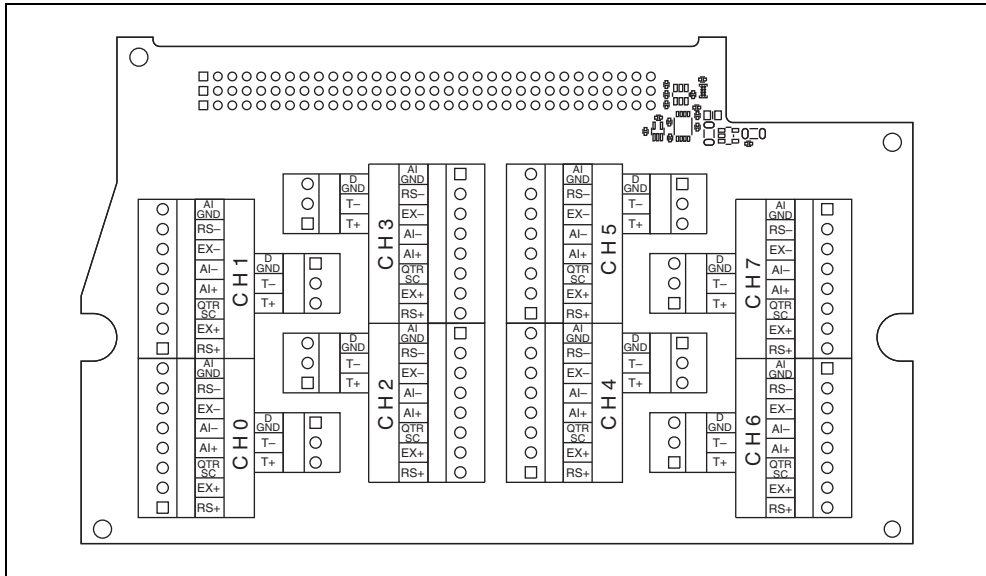 AI
GND
RS–
EX–
AI–
AI+
QTR
SC
EX+
RS+
CH1
D
GND
T–
T+
AI
GND
RS–
EX–
AI–
AI+
QTR
SC
EX+
RS+
CH0
D
GND
T–
T+
D
GND
T–
T+
CH3
AI
GND
RS–
EX–
AI–
AI+
QTR
SC
EX+
RS+
D
GND
T–
T+
CH2
AI
GND
RS–
EX–
AI–
AI+
QTR
SC
EX+
RS+
AI
GND
RS–
EX–
AI–
AI+
QTR
SC
EX+
RS+
CH5
D
GND
T–
T+
AI
GND
RS–
EX–
AI–
AI+
QTR
SC
EX+
RS+
CH4
D
GND
T–
T+
D
GND
T–
T+
CH7
AI
GND
RS–
EX–
AI–
AI+
QTR
SC
EX+
RS+
D
GND
T–
T+
CH6
AI
GND
RS–
EX–
AI–
AI+
QTR
SC
EX+
RS+